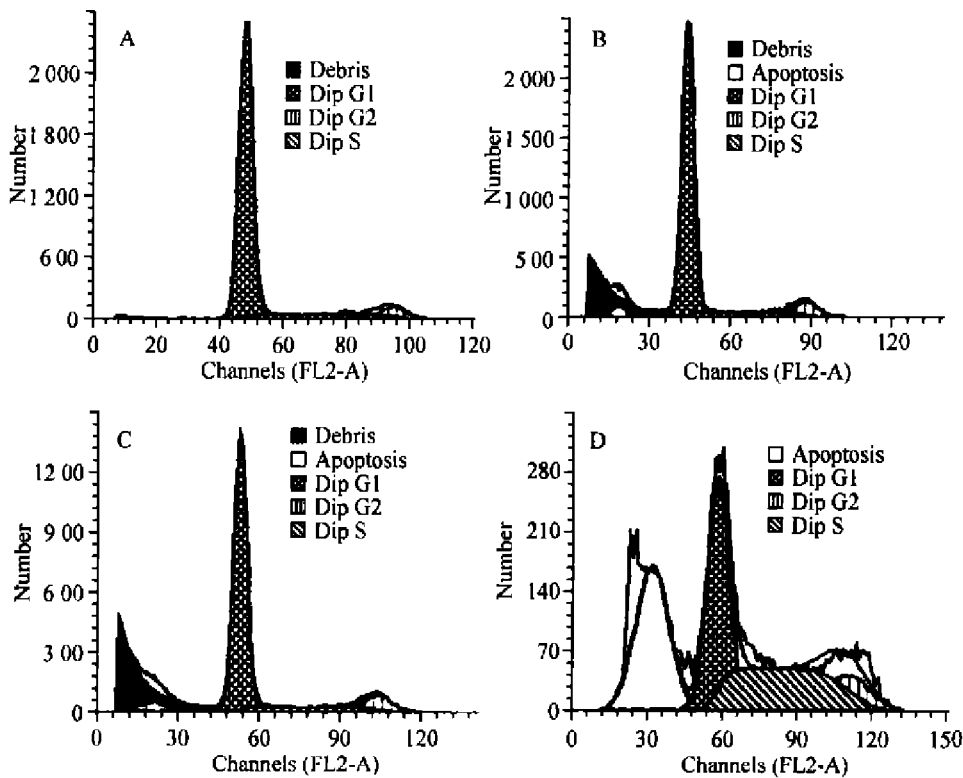 A
Debris
Dip G1
Dip G2
Dip S
Number
2 000
1 800
1 200
6 00
0
0 20 40 60 80 100 120
Channels (FL2-A)
B
Debris
Apoptosis
Dip G1
Dip G2
Dip S
Number
2 000
1 500
1 000
5 00
0
0 30 60 90 120
Channels (FL2-A)
C
Debris
Apoptosis
Dip G1
Dip G2
Dip S
Number
12 00
9 00
6 00
3 00
0
0 30 60 90 120
Channels (FL2-A)
D
Apoptosis
Dip G1
Dip G2
Dip S
Number
280
210
140
70
0
0 30 60 90 120 150
Channels (FL2-A)